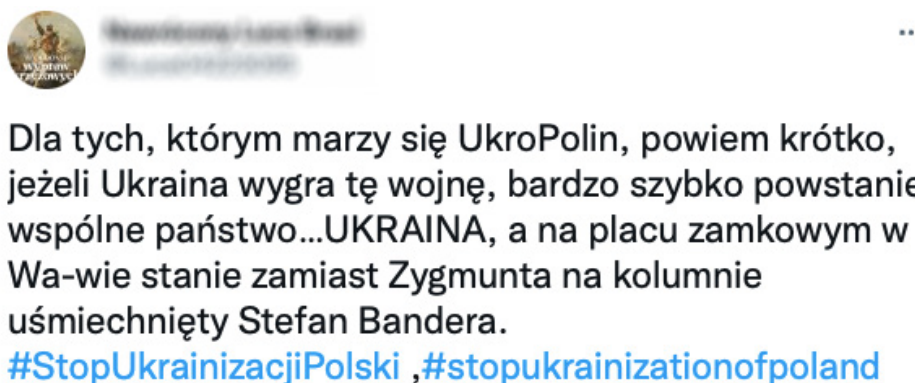 Dla tych, którym marzy się UkroPolin, powiem krótko,
jeżeli Ukraina wygra tę wojnę, bardzo szybko powstanie
wspólne państwo...UKRAINA, a na placu zamkowym w
Wa-wie stanie zamiast Zygmunta na kolumnie
uśmiechnięty Stefan Bandera.
#StopUkrainizacjiPolski ,#stopukrainizationofpoland